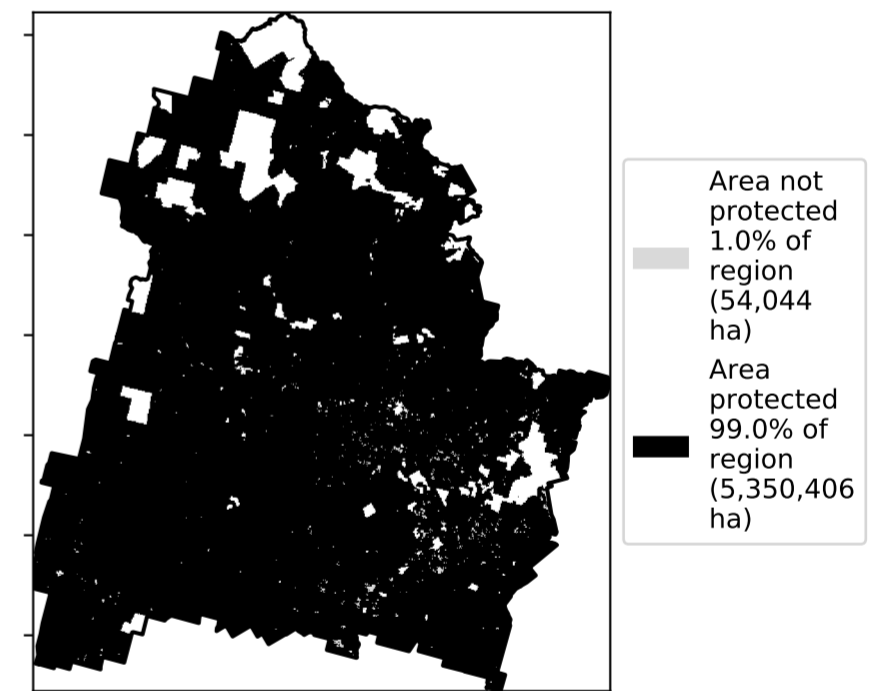 Area not
protected
1.0% of
region
(54,044
ha)
Area
protected
99.0% of
region
(5,350,406
ha)